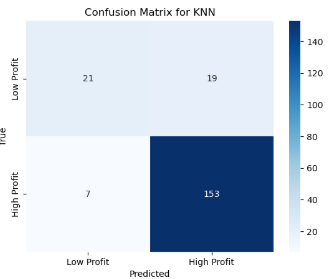 Confusion Matrix for KNN
Low Profit
21
19
High Profit
7
153
Low Profit
High Profit
Predicted
True
140
120
100
80
60
40
20